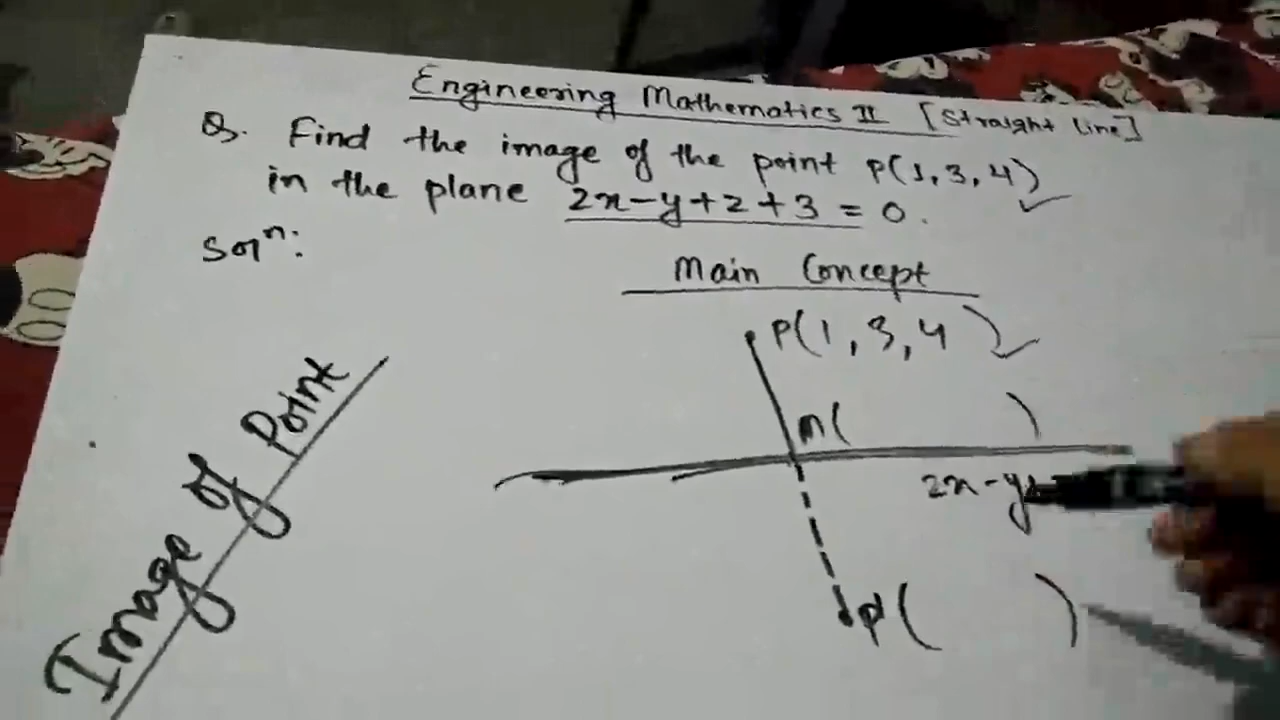 Engineering Mathematics II [Straight Line]
Q. Find the image of the point P(1, 3, 4)
in the plane 2x-y+z+3 = 0.
Solⁿ:
Main Concept
P(1, 3, 4)
M( )
2x-y
P'( )
Image of Point